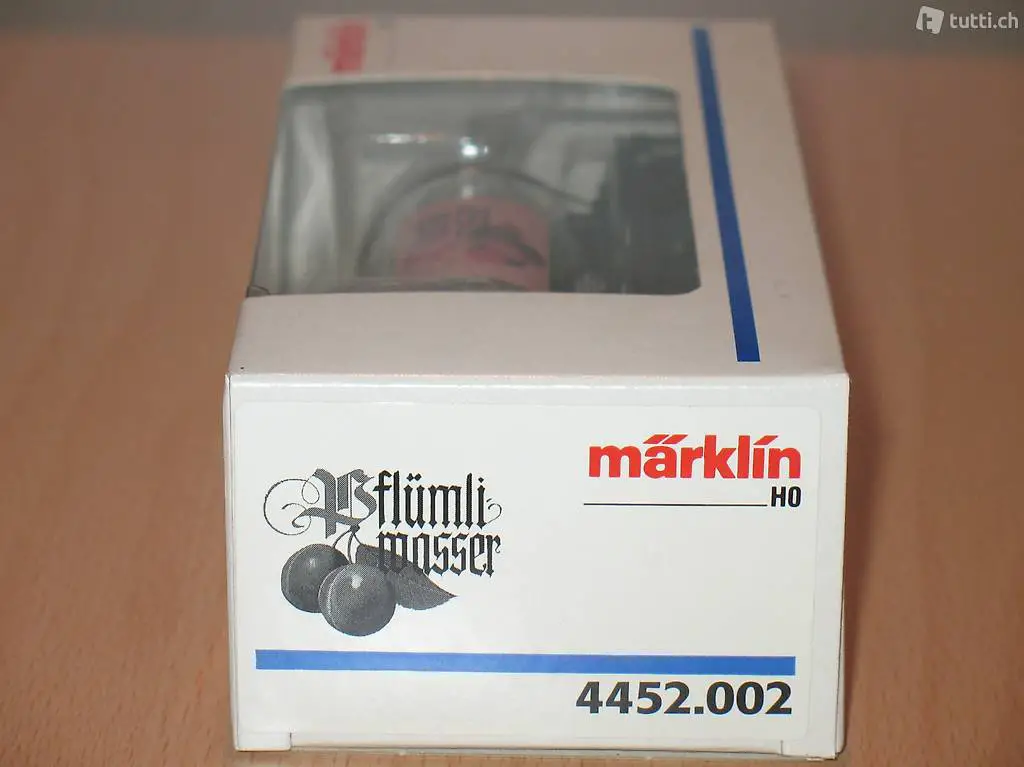 tutti.ch
märklin
H0
Pflümli-
wasser
4452.002